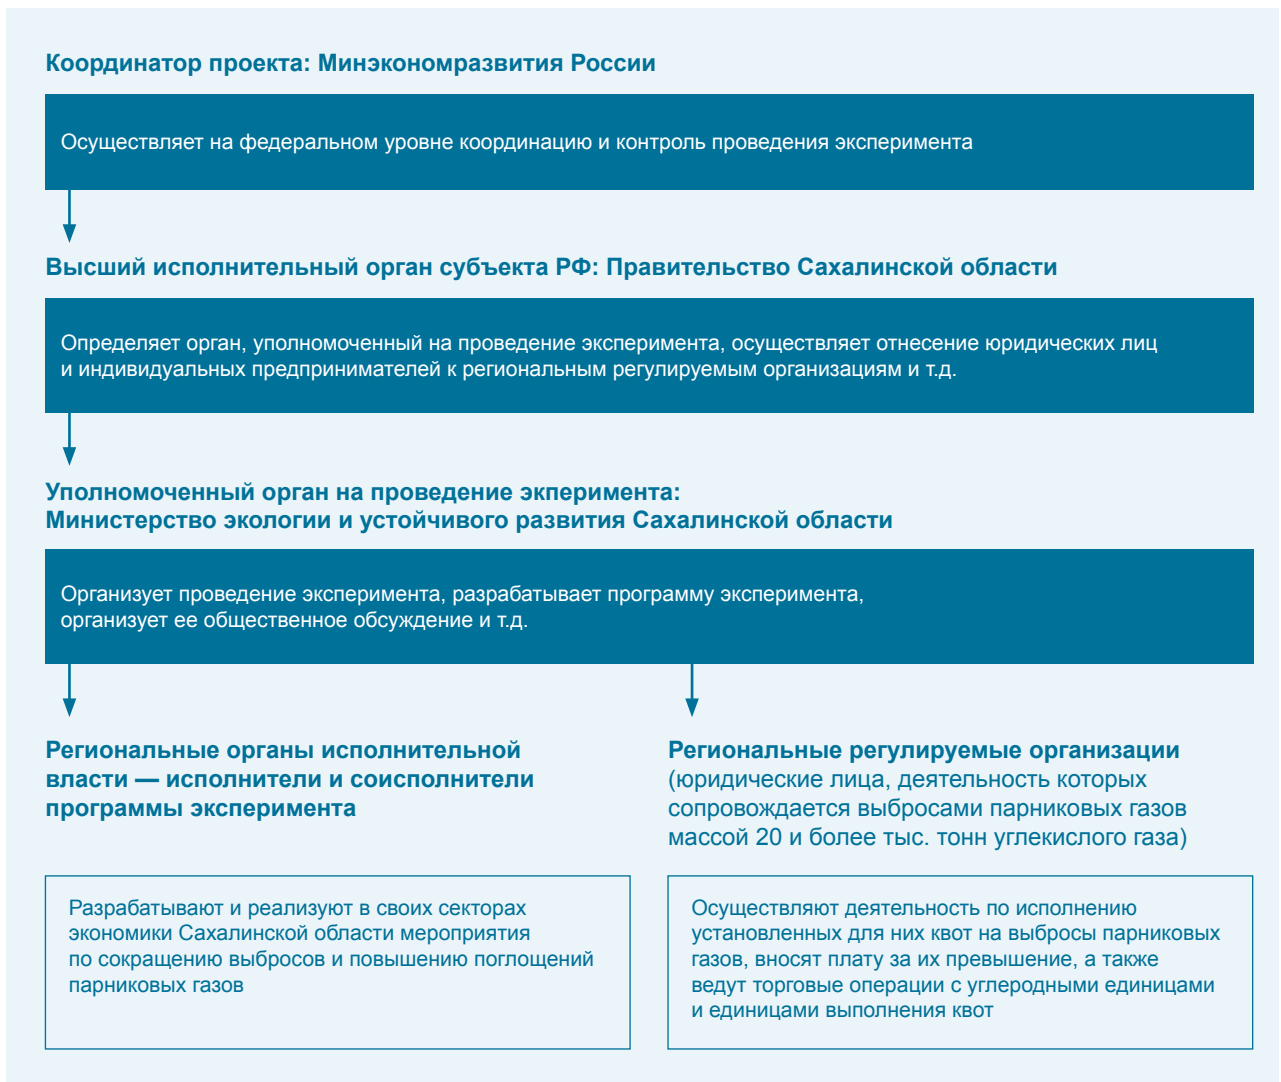 Координатор проекта: Минэкономразвития России
Осуществляет на федеральном уровне координацию и контроль проведения эксперимента
Высший исполнительный орган субъекта РФ: Правительство Сахалинской области
Определяет орган, уполномоченный на проведение эксперимента, осуществляет отнесение юридических лиц
и индивидуальных предпринимателей к региональным регулируемым организациям и т.д.
Уполномоченный орган на проведение экперимента:
Министерство экологии и устойчивого развития Сахалинской области
Организует проведение эксперимента, разрабатывает программу эксперимента,
организует ее общественное обсуждение и т.д.
Региональные органы исполнительной
власти — исполнители и соисполнители
программы эксперимента
Разрабатывают и реализуют в своих секторах
экономики Сахалинской области мероприятия
по сокращению выбросов и повышению поглощений
парниковых газов
Региональные регулируемые организации
(юридические лица, деятельность которых
сопровождается выбросами парниковых газов
массой 20 и более тыс. тонн углекислого газа)
Осуществляют деятельность по исполнению
установленных для них квот на выбросы парниковых
газов, вносят плату за их превышение, а также
ведут торговые операции с углеродными единицами
и единицами выполнения квот